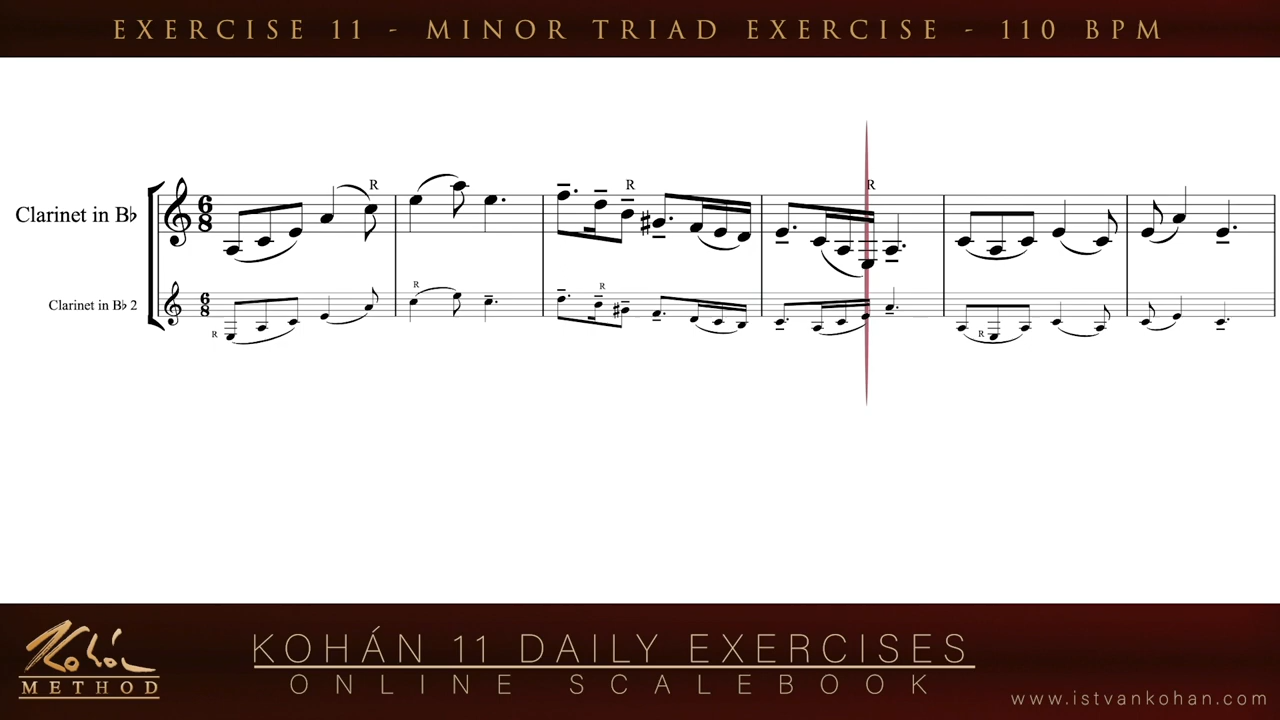 EXERCISE 11 - MINOR TRIAD EXERCISE - 110 BPM
R R R
Clarinet in B♭
6
8
R R
Clarinet in B♭ 2
6
8
R R
Kohán
METHOD
KOHÁN 11 DAILY EXERCISES
ONLINE SCALEBOOK
www.istvankohan.com